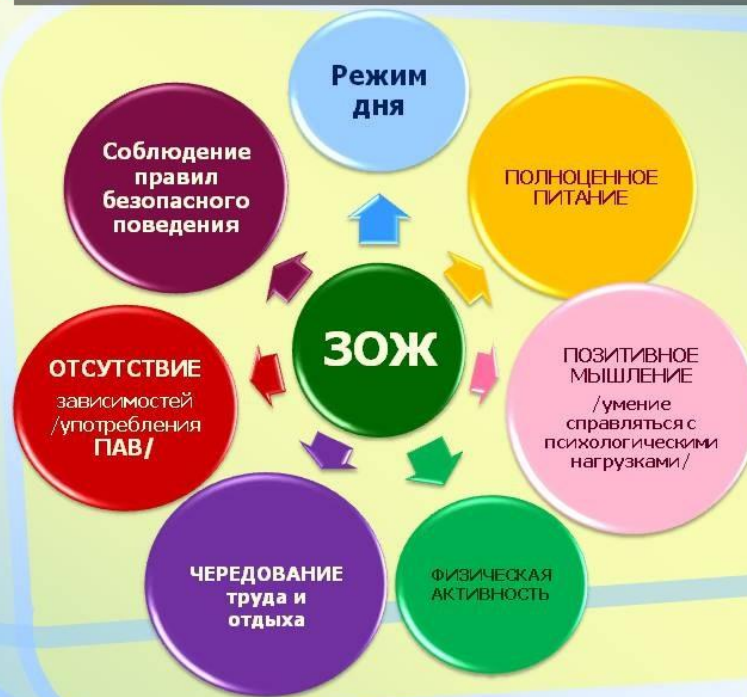 Режим
дня
ПОЛНОЦЕННОЕ
ПИТАНИЕ
ПОЗИТИВНОЕ
МЫШЛЕНИЕ
/умение
справляться с
психологическими
нагрузками/
ФИЗИЧЕСКАЯ
АКТИВНОСТЬ
ЧЕРЕДОВАНИЕ
труда и
отдыха
ОТСУТСТВИЕ
зависимостей
/употребления
ПАВ/
Соблюдение
правил
безопасного
поведения
ЗОЖ